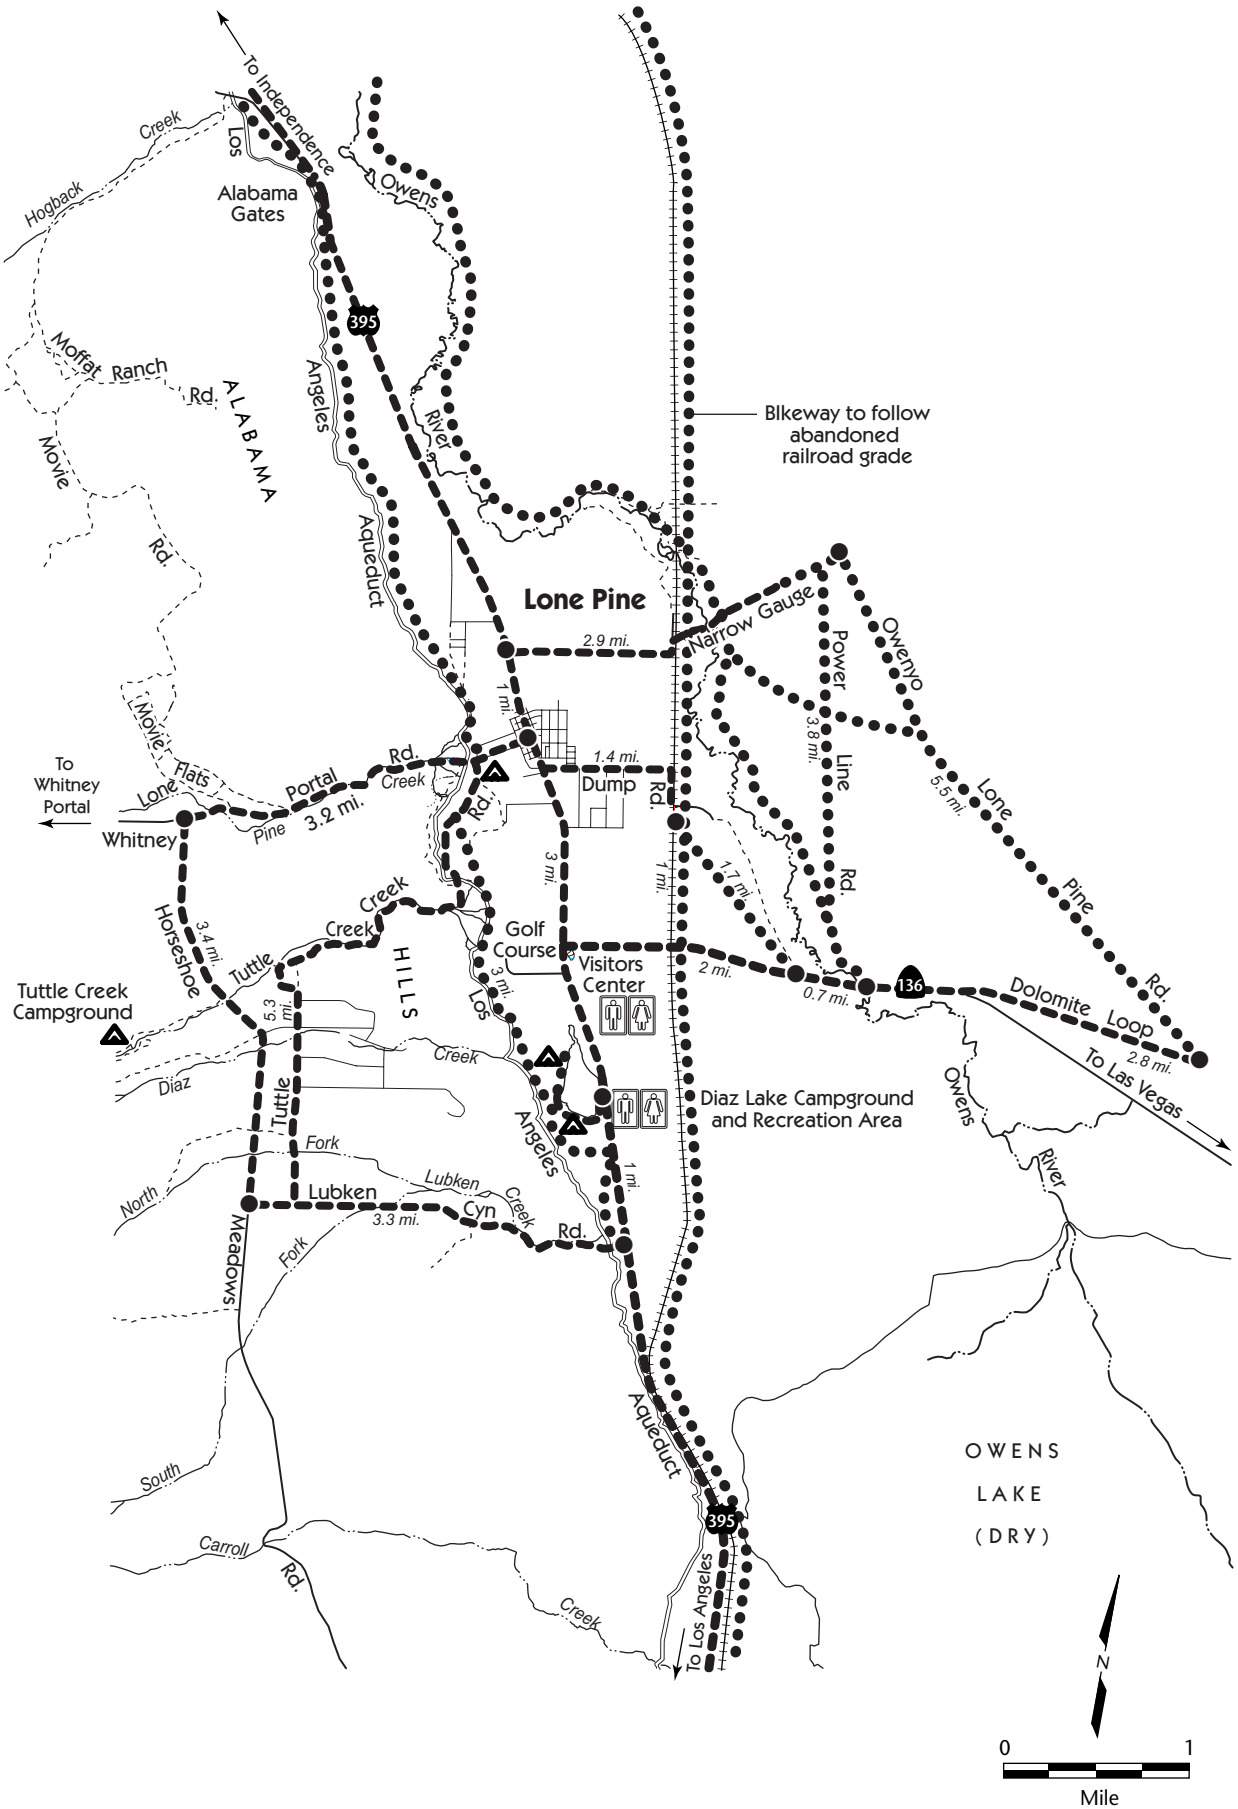 To Independence
Creek
Los
Hogback
Alabama
Gates
Owens
395
Moffat Ranch
Rd.
ALABAMA
Angeles
River
Movie
Rd.
BIkeway to follow
abandoned
railroad grade
Aqueduct
Lone Pine
2.9 mi.
Narrow Gauge
Power
Owenyo
1 mi.
Movie
3.8 mi.
Line
To
Whitney
Portal
Flats
Lone
Portal
Rd.
Creek
1.4 mi.
Dump
Rd.
Rd.
5.5 mi.
Lone
Whitney
Pine
3.2 mi.
3 mi.
1 mi.
1.7 mi.
Rd.
Pine
Horseshoe
3.4 mi.
Creek
Creek
HILLS
Golf
Course
Visitors
Center
2 mi.
0.7 mi.
136
Rd.
Tuttle Creek
Campground
Tuttle
5.3
mi.
3 mi.
Los
Dolomite Loop
2.8 mi.
To Las Vegas
Diaz
Creek
Tuttle
Angeles
Diaz Lake Campground
and Recreation Area
Owens
River
Fork
North
Lubken
3.3 mi.
Lubken
Creek
Cyn
Rd.
1 mi.
Meadows
Fork
Aqueduct
South
OWENS
LAKE
(DRY)
395
Carroll
Rd.
Creek
To Los Angeles
N
0 1
Mile